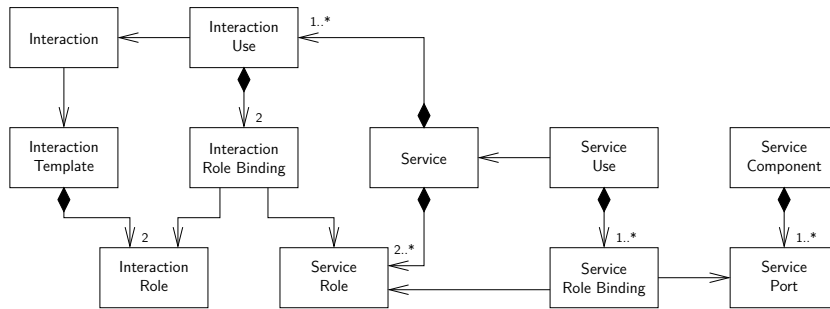 Interaction
Interaction
Use
1..*
2
Interaction
Template
Interaction
Role Binding
Service
Service
Use
Service
Component
2
2..*
1..*
1..*
Interaction
Role
Service
Role
Service
Role Binding
Service
Port